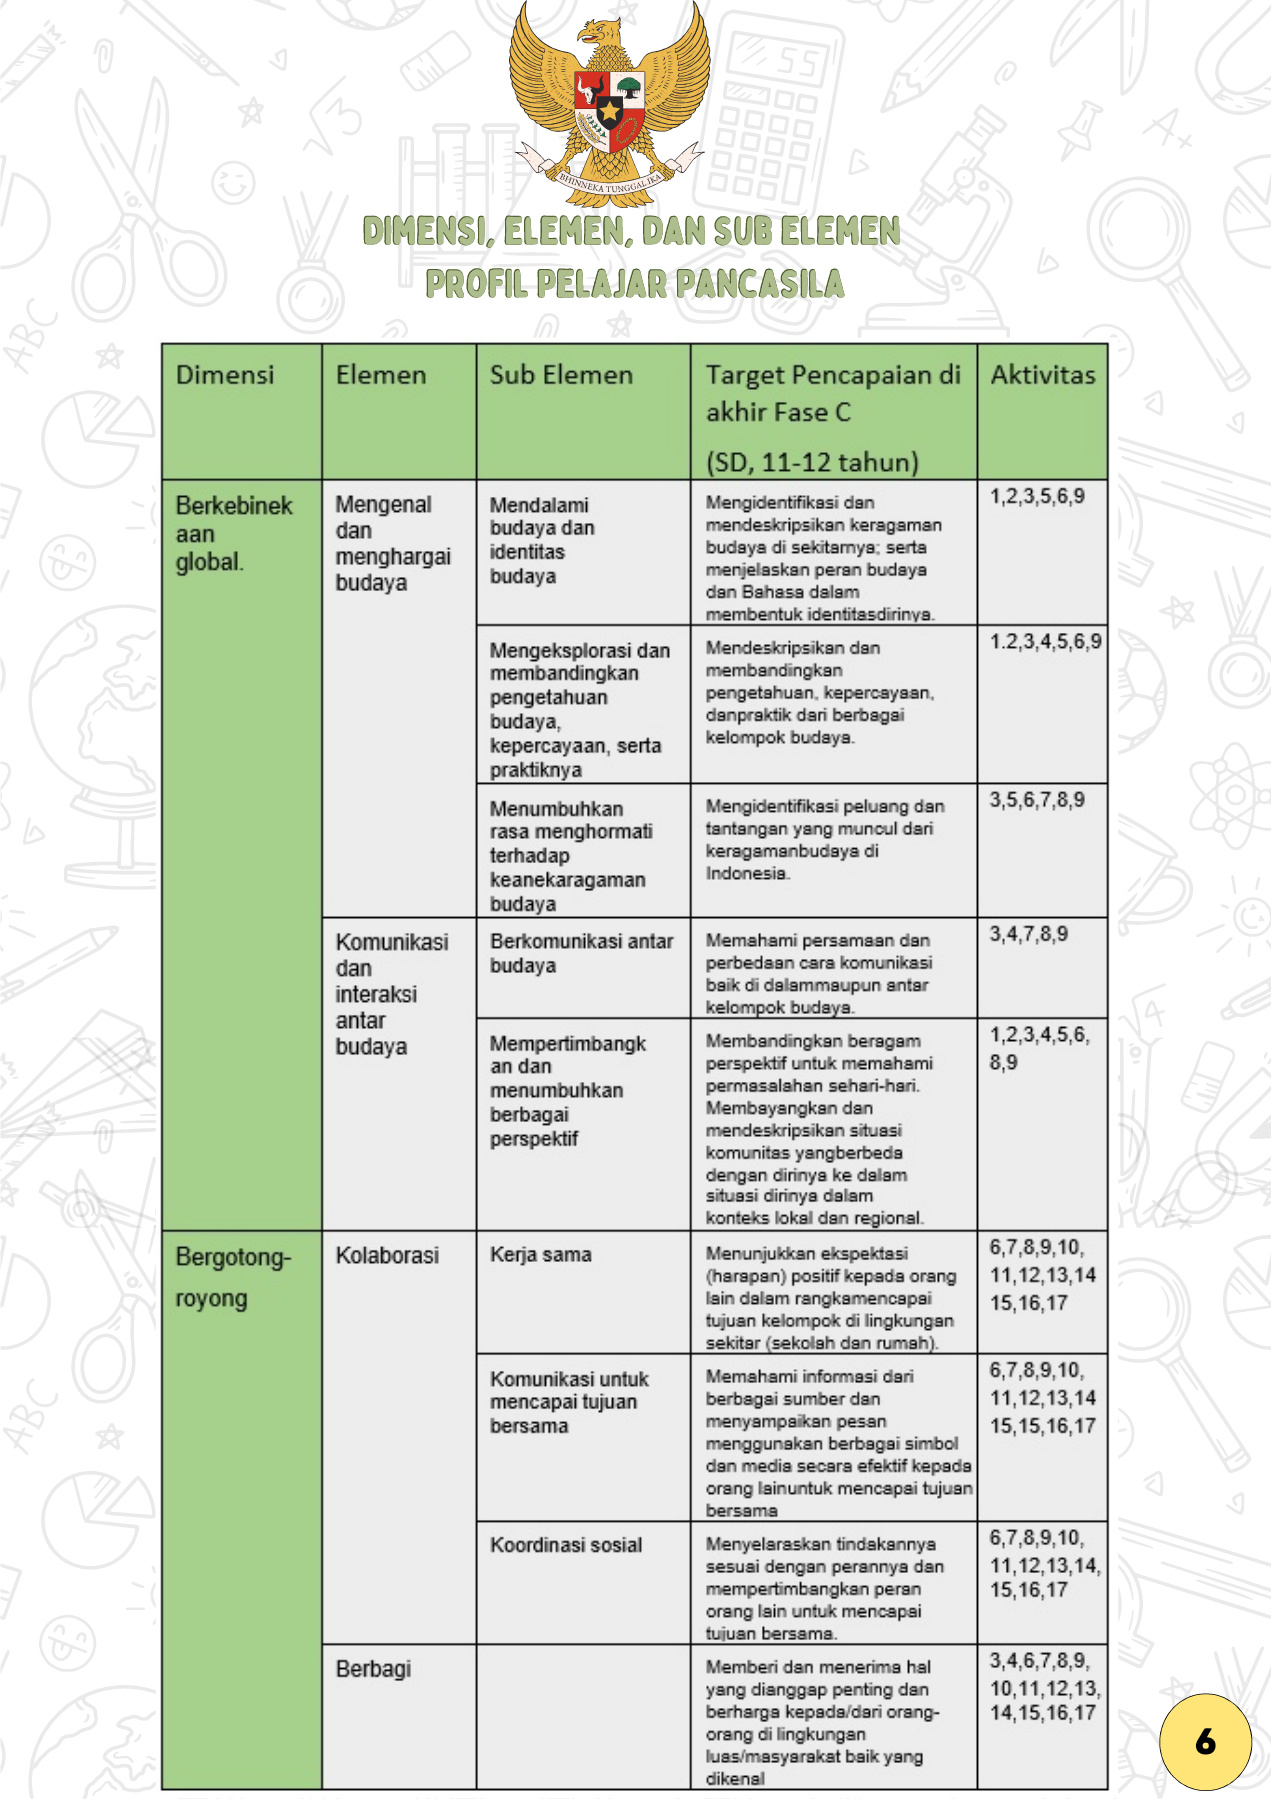 BHINNEKA TUNGGAL IKA
DIMENSI, ELEMEN, DAN SUB ELEMEN
PROFIL PELAJAR PANCASILA
Dimensi
Elemen
Sub Elemen
Target Pencapaian di
akhir Fase C
(SD, 11-12 tahun)
Aktivitas
Berkebinek
aan
global.
Mengenal
dan
menghargai
budaya
Mendalami
budaya dan
identitas
budaya
Mengidentifikasi dan
mendeskripsikan keragaman
budaya di sekitarnya; serta
menjelaskan peran budaya
dan Bahasa dalam
membentuk identitasdirinya.
1,2,3,5,6,9
Mengeksplorasi dan
membandingkan
pengetahuan
budaya,
kepercayaan, serta
praktiknya
Mendeskripsikan dan
membandingkan
pengetahuan, kepercayaan,
danpraktik dari berbagai
kelompok budaya.
1.2,3,4,5,6,9
Menumbuhkan
rasa menghormati
terhadap
keanekaragaman
budaya
Mengidentifikasi peluang dan
tantangan yang muncul dari
keragamanbudaya di
Indonesia.
3,5,6,7,8,9
Komunikasi
dan
interaksi
antar
budaya
Berkomunikasi antar
budaya
Memahami persamaan dan
perbedaan cara komunikasi
baik di dalammaupun antar
kelompok budaya.
3,4,7,8,9
Mempertimbangk
an dan
menumbuhkan
berbagai
perspektif
Membandingkan beragam
perspektif untuk memahami
permasalahan sehari-hari.
Membayangkan dan
mendeskripsikan situasi
komunitas yangberbeda
dengan dirinya ke dalam
situasi dirinya dalam
konteks lokal dan regional.
1,2,3,4,5,6,
8,9
Bergotong-
royong
Kolaborasi
Kerja sama
Menunjukkan ekspektasi
(harapan) positif kepada orang
lain dalam rangkamencapai
tujuan kelompok di lingkungan
sekitar (sekolah dan rumah).
6,7,8,9,10,
11,12,13,14
15,16,17
Komunikasi untuk
mencapai tujuan
bersama
Memahami informasi dari
berbagai sumber dan
menyampaikan pesan
menggunakan berbagai simbol
dan media secara efektif kepada
orang lainuntuk mencapai tujuan
bersama
6,7,8,9,10,
11,12,13,14
15,15,16,17
Koordinasi sosial
Menyelaraskan tindakannya
sesuai dengan perannya dan
mempertimbangkan peran
orang lain untuk mencapai
tujuan bersama.
6,7,8,9,10,
11,12,13,14,
15,16,17
Berbagi
Memberi dan menerima hal
yang dianggap penting dan
berharga kepada/dari orang-
orang di lingkungan
luas/masyarakat baik yang
dikenal
3,4,6,7,8,9,
10,11,12,13,
14,15,16,17
6
A+
ABC
ABC
√3
√4
55